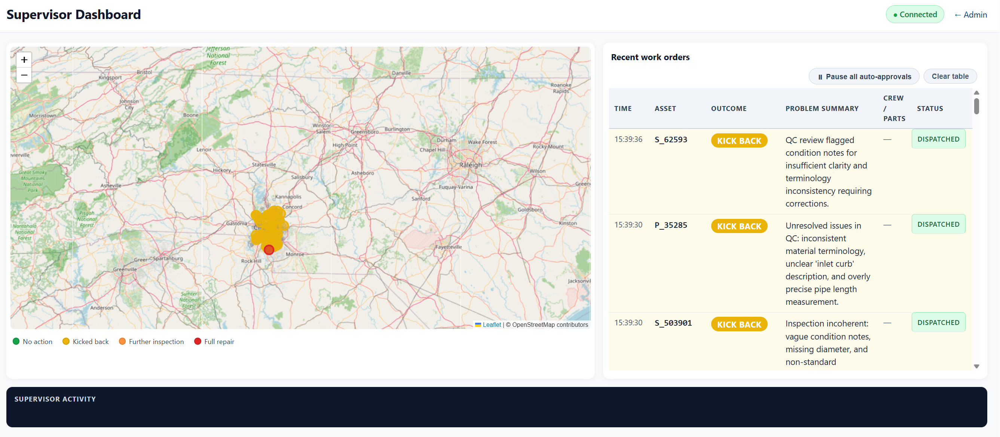 Supervisor Dashboard
● Connected
← Admin
+
−
Jefferson
National
Forest
Bristol
Kingsport
Danville
Roanoke
Rapids
Johnson
City
Morristown
Boone
Winston
Salem
Greensboro
Burlington
Durham
Wake Forest
High Point
Chapel Hill
Rocky Mount
Lenoir
evierville
Statesville
Raleigh
Hickory
Wilson
Great Smoky
Mountains
National
Park
Asheboro
Salisbury
Asheville
Fuquay-Varina
Green
Kannapolis
Sanford
Concord
Goldsboro
Pisgah
National
Forest
Gastonia
Kinston
Nantahala
National
Forest
Fayetteville
Monroe
Greer
Spartanburg
Rock Hill
Greenville
Jacksonvil
Sumter
National
Forest
Anderson
Leaflet | © OpenStreetMap contributors
No action
Kicked back
Further inspection
Full repair
Recent work orders
⏸ Pause all auto-approvals
Clear table
TIME
ASSET
OUTCOME
PROBLEM SUMMARY
CREW
/
PARTS
STATUS
15:39:36
S_62593
KICK BACK
QC review flagged
condition notes for
insufficient clarity and
terminology
inconsistency requiring
corrections.
—
DISPATCHED
15:39:30
P_35285
KICK BACK
Unresolved issues in
QC: inconsistent
material terminology,
unclear 'inlet curb'
description, and overly
precise pipe length
measurement.
—
DISPATCHED
15:39:30
S_503901
KICK BACK
Inspection incoherent:
vague condition notes,
missing diameter, and
non-standard
—
DISPATCHED
SUPERVISOR ACTIVITY